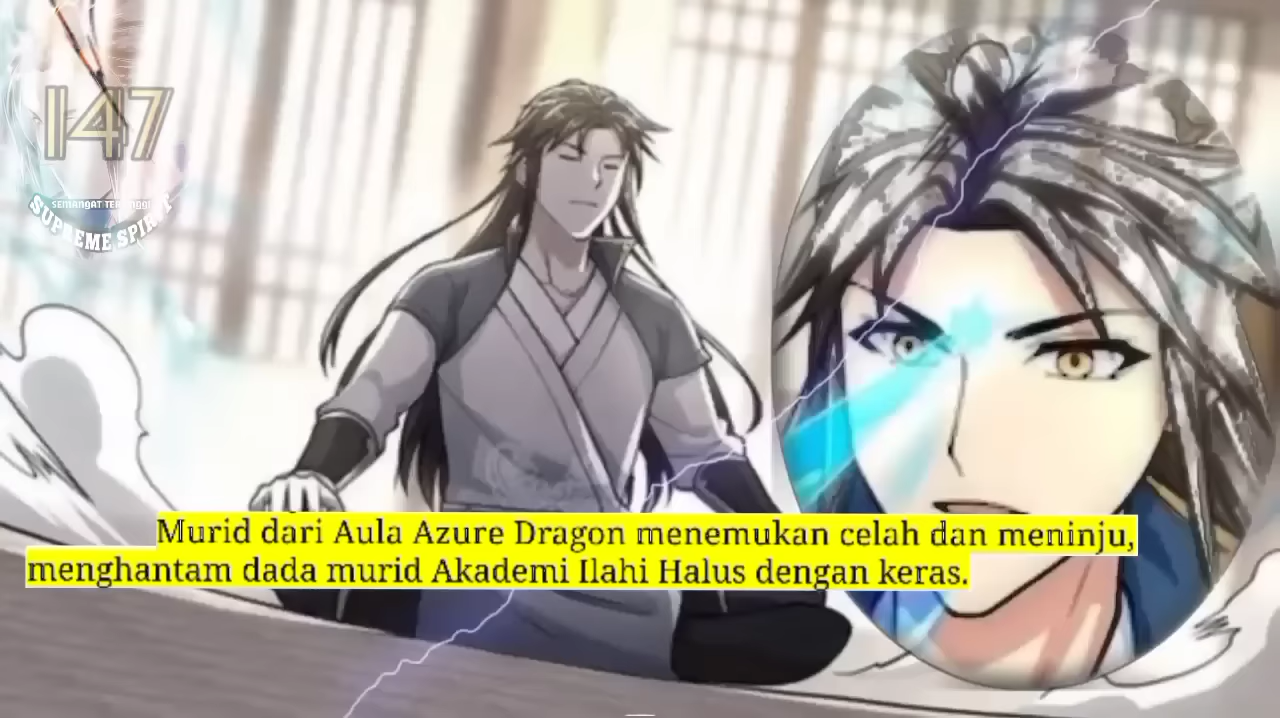 147
SEMANGAT TERTINGGI
SUPREME SPIRIT
Murid dari Aula Azure Dragon menemukan celah dan meninju,
menghantam dada murid Akademi Ilahi Halus dengan keras.